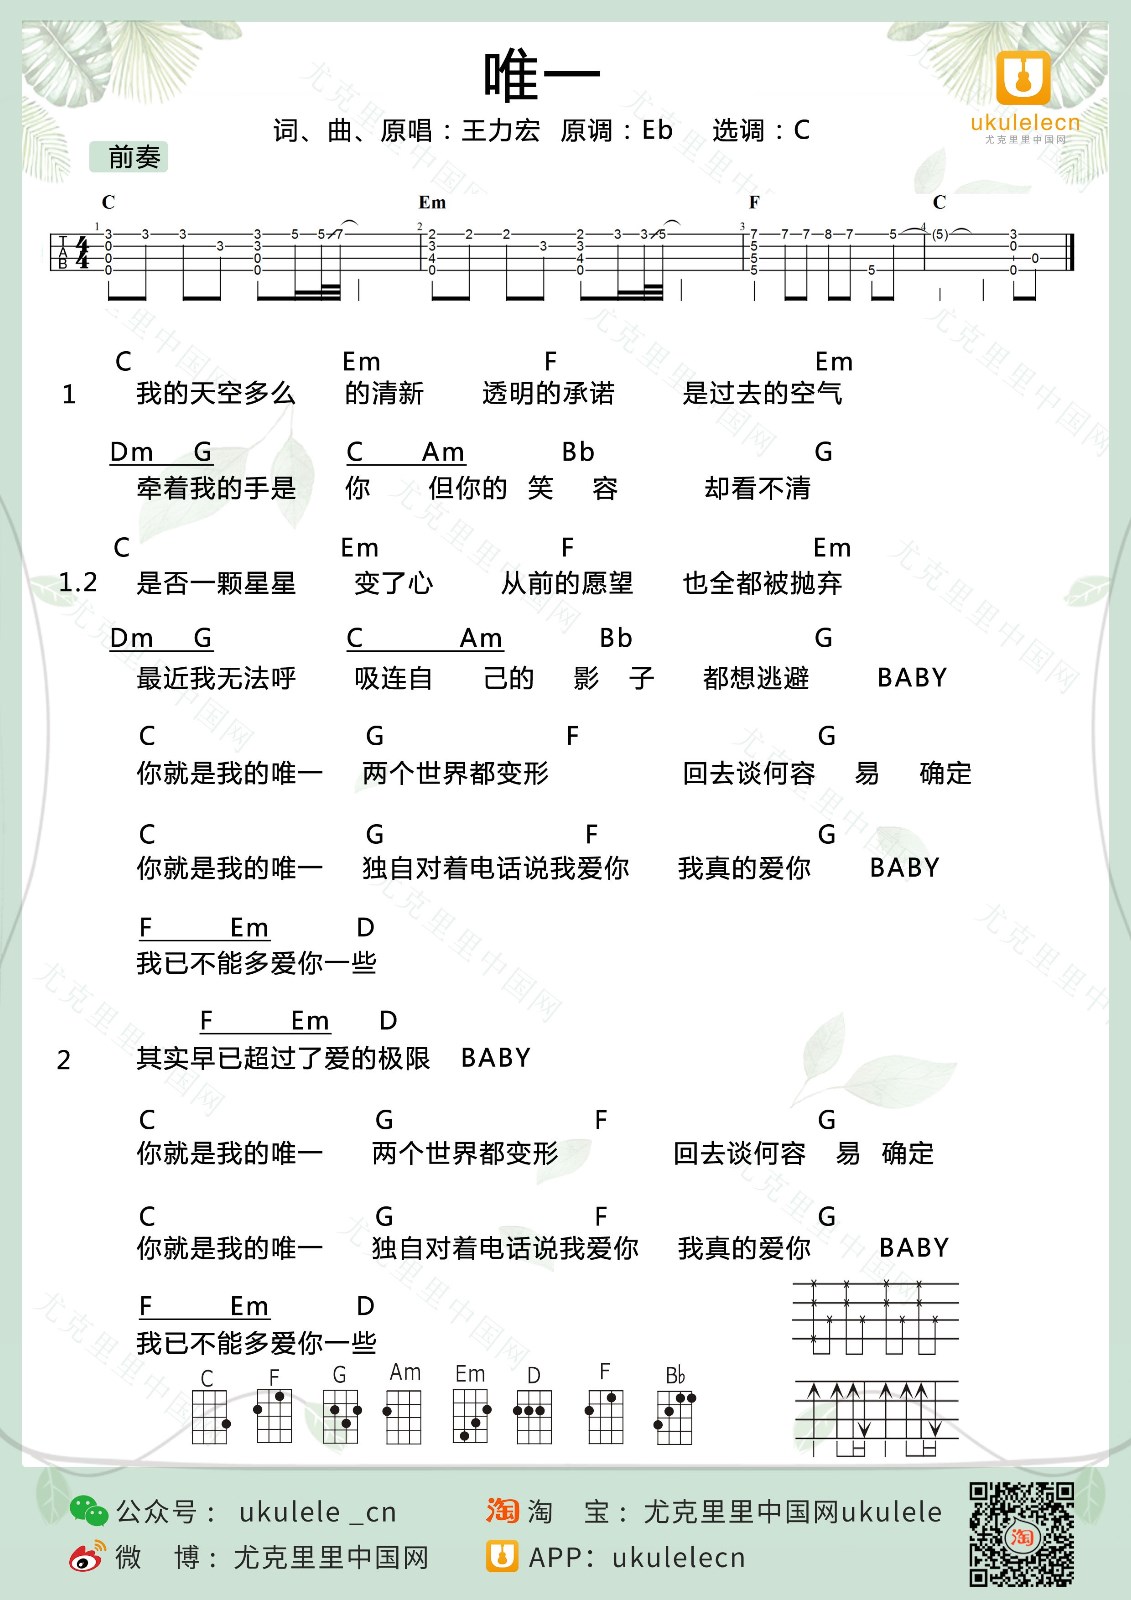 唯一
词、曲、原唱：王力宏 原调：Eb 选调：C
ukulelecn
尤克里里中国网
前奏
C Em F C
1 我的天空多么 的清新 透明的承诺 是过去的空气
C Em F Em
Dm G C Am Bb G
牵着我的手是 你 但你的 笑 容 却看不清
C Em F Em
1.2 是否一颗星星 变了心 从前的愿望 也全都被抛弃
Dm G C Am Bb G
最近我无法呼 吸连自 己的 影 子 都想逃避 BABY
C G F G
你就是我的唯一 两个世界都变形 回去谈何容 易 确定
C G F G
你就是我的唯一 独自对着电话说我爱你 我真的爱你 BABY
F Em D
我已不能多爱你一些
F Em D
2 其实早已超过了爱的极限 BABY
C G F G
你就是我的唯一 两个世界都变形 回去谈何容 易 确定
C G F G
你就是我的唯一 独自对着电话说我爱你 我真的爱你 BABY
F Em D
我已不能多爱你一些
C F G Am Em D F Bb
公众号： ukulele _cn
淘 淘 宝：尤克里里中国网ukulele
微 博：尤克里里中国网
APP：ukulelecn
淘